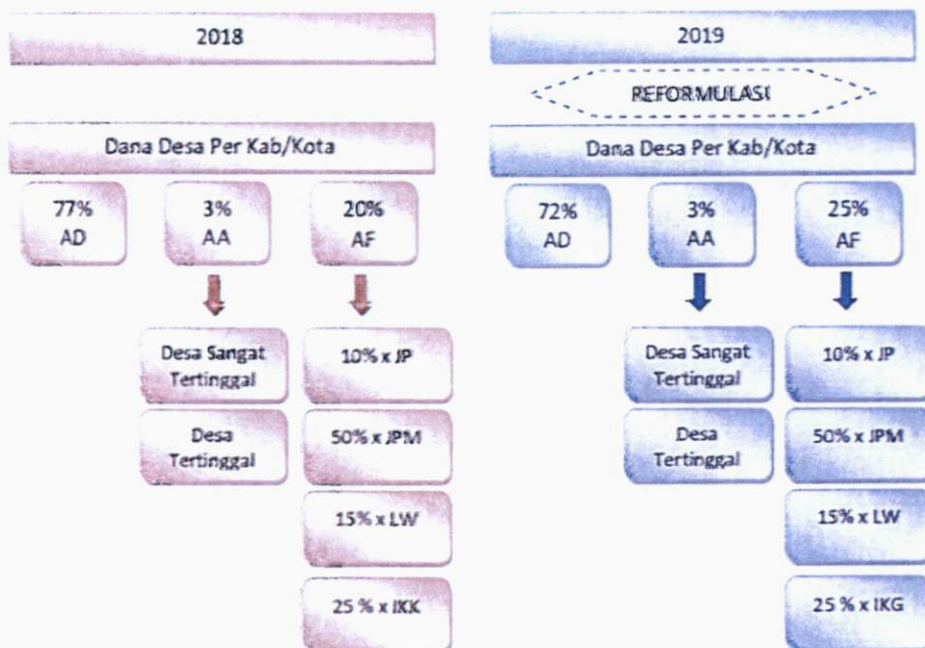 2018
Dana Desa Per Kab/Kota
77%
AD
3%
AA
20%
AF
Desa Sangat
Tertinggal
Desa
Tertinggal
10% x JP
50% x JPM
15% x LW
25 % x IKK
2019
REFORMULASI
Dana Desa Per Kab/Kota
72%
AD
3%
AA
25%
AF
Desa Sangat
Tertinggal
Desa
Tertinggal
10% x JP
50% x JPM
15% x LW
25 % x IKG